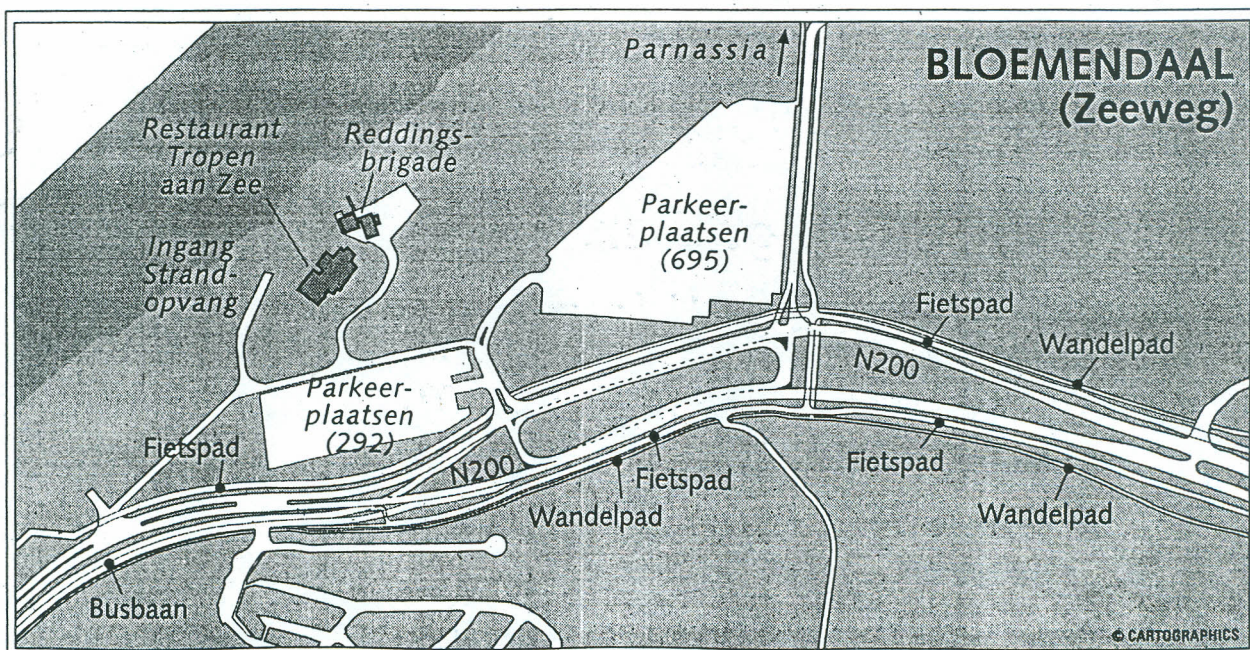 BLOEMENDAAL
(Zeeweg)
Parnassia
Restaurant
Tropen
aan Zee
Reddings-
brigade
Ingang
Strand-
opvang
Parkeer-
plaatsen
(695)
Parkeer-
plaatsen
(292)
Fietspad
Wandelpad
N200
Fietspad
N200
Fietspad
Wandelpad
Fietspad
Wandelpad
Busbaan
© CARTOGRAPHICS